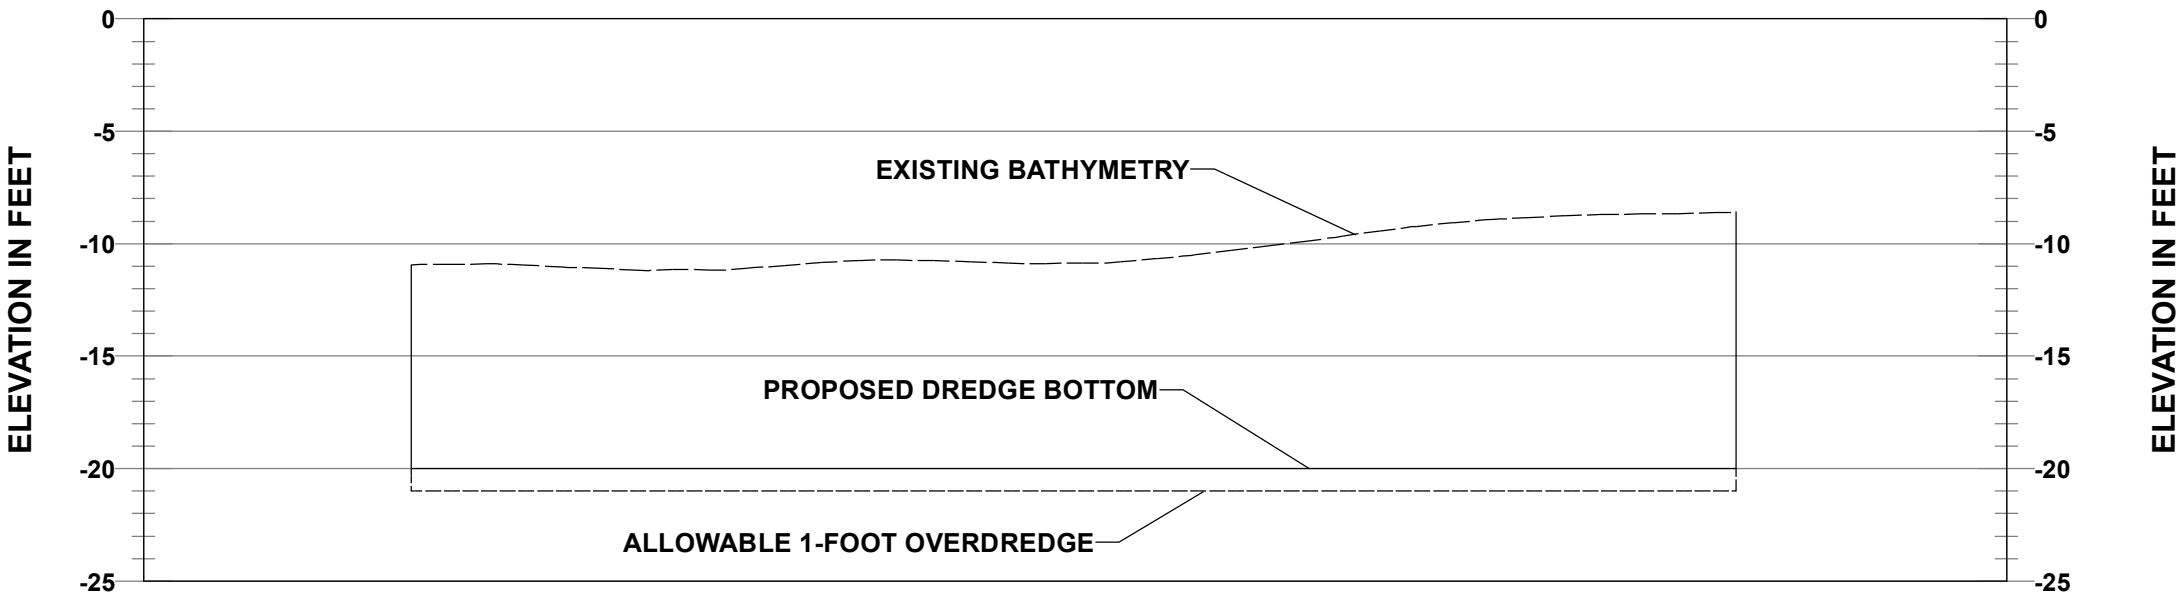 0 0
-5 -5
EXISTING BATHYMETRY
ELEVATION IN FEET ELEVATION IN FEET
-10 -10
-15 -15
PROPOSED DREDGE BOTTOM
-20 -20
ALLOWABLE 1-FOOT OVERDREDGE
-25 -25